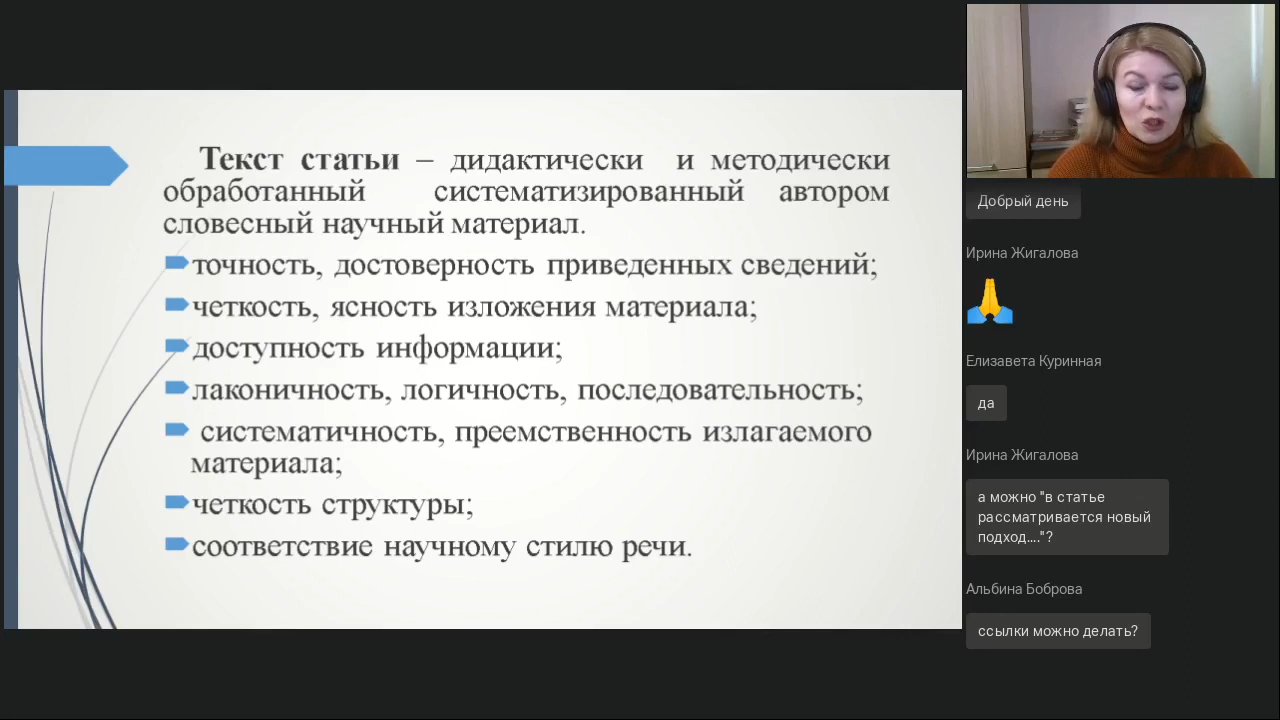 Текст статьи – дидактически и методически
обработанный систематизированный автором
словесный научный материал.
точность, достоверность приведенных сведений;
четкость, ясность изложения материала;
доступность информации;
лаконичность, логичность, последовательность;
систематичность, преемственность излагаемого
материала;
четкость структуры;
соответствие научному стилю речи.
Добрый день
Ирина Жигалова
Елизавета Куринная
да
Ирина Жигалова
а можно "в статье
рассматривается новый
подход...."?
Альбина Боброва
ссылки можно делать?